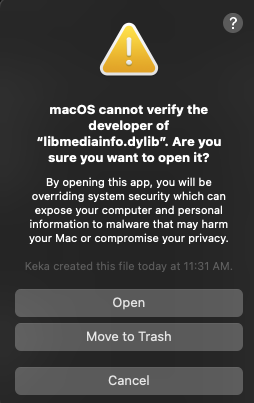 ?
macOS cannot verify the
developer of
“libmediainfo.dylib”. Are you
sure you want to open it?
By opening this app, you will be
overriding system security which can
expose your computer and personal
information to malware that may harm
your Mac or compromise your privacy.
Keka created this file today at 11:31 AM.
Open
Move to Trash
Cancel